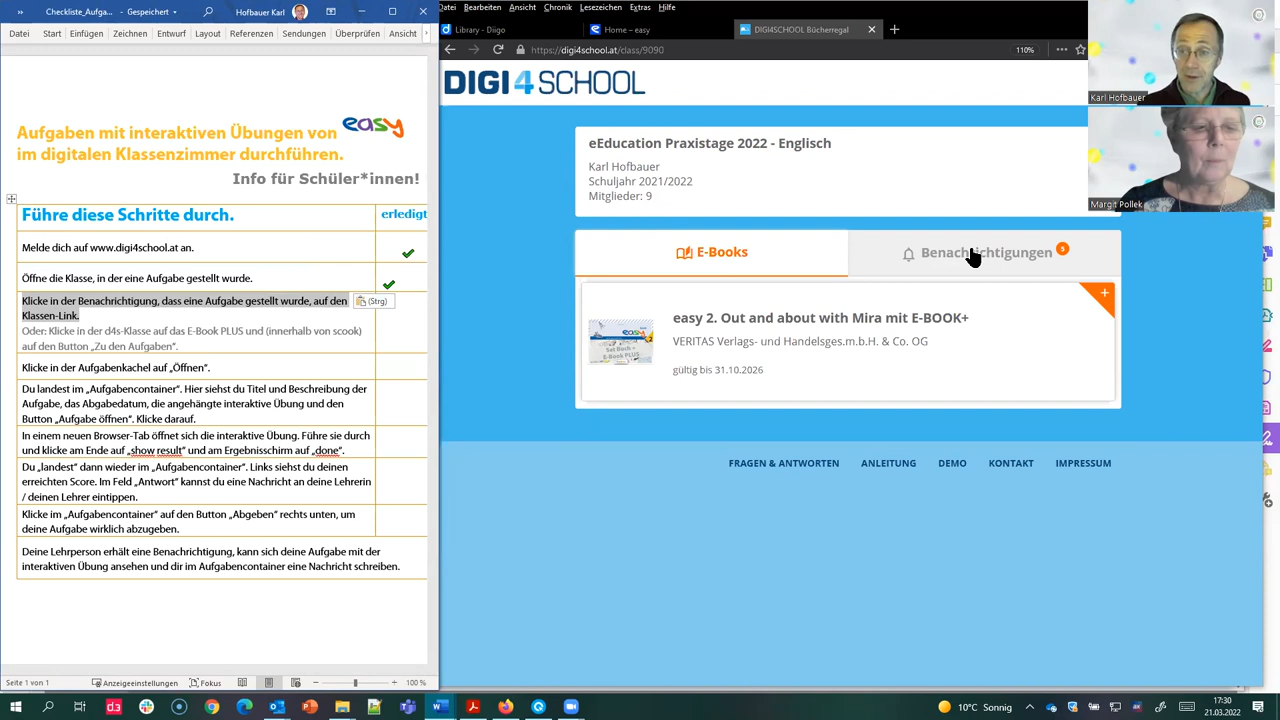 Datei Start Einfügen Zeichnen Entwurf Layout Referenzen Sendungen Überprüfen Ansicht
Aufgaben mit interaktiven Übungen von easy
im digitalen Klassenzimmer durchführen.
Info für Schüler*innen!
Führe diese Schritte durch. erledigt
Melde dich auf www.digi4school.at an.
Öffne die Klasse, in der eine Aufgabe gestellt wurde.
Klicke in der Benachrichtigung, dass eine Aufgabe gestellt wurde, auf den
(Strg)
Klassen-Link.
Oder: Klicke in der d4s-Klasse auf das E-Book PLUS und (innerhalb von scook)
auf den Button „Zu den Aufgaben“.
Klicke in der Aufgabenkachel auf „Öffnen“.
Du landest im „Aufgabencontainer“. Hier siehst du Titel und Beschreibung der
Aufgabe, das Abgabedatum, die angehängte interaktive Übung und den
Button „Aufgabe öffnen“. Klicke darauf.
In einem neuen Browser-Tab öffnet sich die interaktive Übung. Führe sie durch
und klicke am Ende auf „show result“ und am Ergebnisschirm auf „done“.
Du „landest“ dann wieder im „Aufgabencontainer“. Links siehst du deinen
erreichten Score. Im Feld „Antwort“ kannst du eine Nachricht an deine Lehrerin
/ deinen Lehrer eintippen.
Klicke im „Aufgabencontainer“ auf den Button „Abgeben“ rechts unten, um
deine Aufgabe wirklich abzugeben.
Deine Lehrperson erhält eine Benachrichtigung, kann sich deine Aufgabe mit der
interaktiven Übung ansehen und dir im Aufgabencontainer eine Nachricht schreiben.
Seite 1 von 1 Anzeigeeinstellungen Fokus 100 %
Datei Bearbeiten Ansicht Chronik Lesezeichen Extras Hilfe
Library - Diigo Home – easy DIGI4SCHOOL Bücherregal
https://digi4school.at/class/9090 110%
DIGI4SCHOOL
eEducation Praxistage 2022 - Englisch
Karl Hofbauer
Schuljahr 2021/2022
Mitglieder: 9
E-Books Benachrichtigungen 5
easy 2. Out and about with Mira mit E-BOOK+
VERITAS Verlags- und Handelsges.m.b.H. & Co. OG
gültig bis 31.10.2026
FRAGEN & ANTWORTEN ANLEITUNG DEMO KONTAKT IMPRESSUM
Karl Hofbauer
Margit Pollek
10°C Sonnig
17:30
21.03.2022